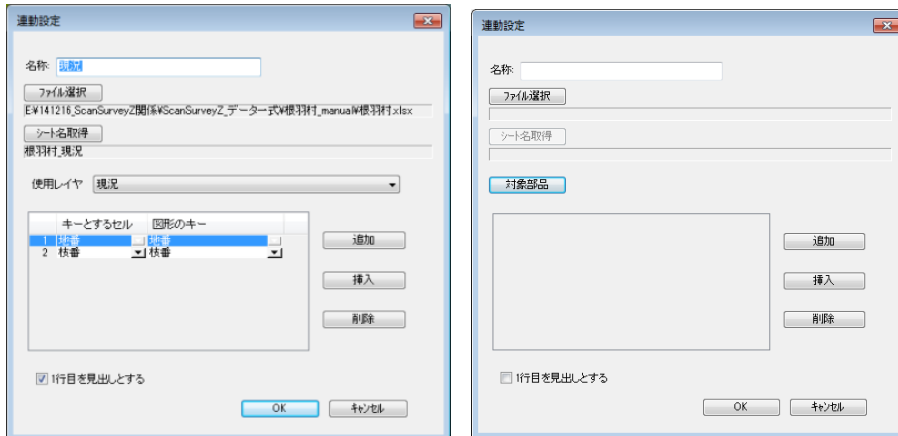 連動設定
名称: 現況
ファイル選択
E:¥141216_ScanSurveyZ関係¥ScanSurveyZ_データ一式¥根羽村_manual¥根羽村.xlsx
シート名取得
根羽村_現況
使用レイヤ 現況
キーとするセル 図形のキー
1 地番 地番
2 枝番 枝番
追加
挿入
削除
1行目を見出しとする
OK キャンセル
連動設定
名称:
ファイル選択
シート名取得
対象部品
追加
挿入
削除
1行目を見出しとする
OK キャンセル